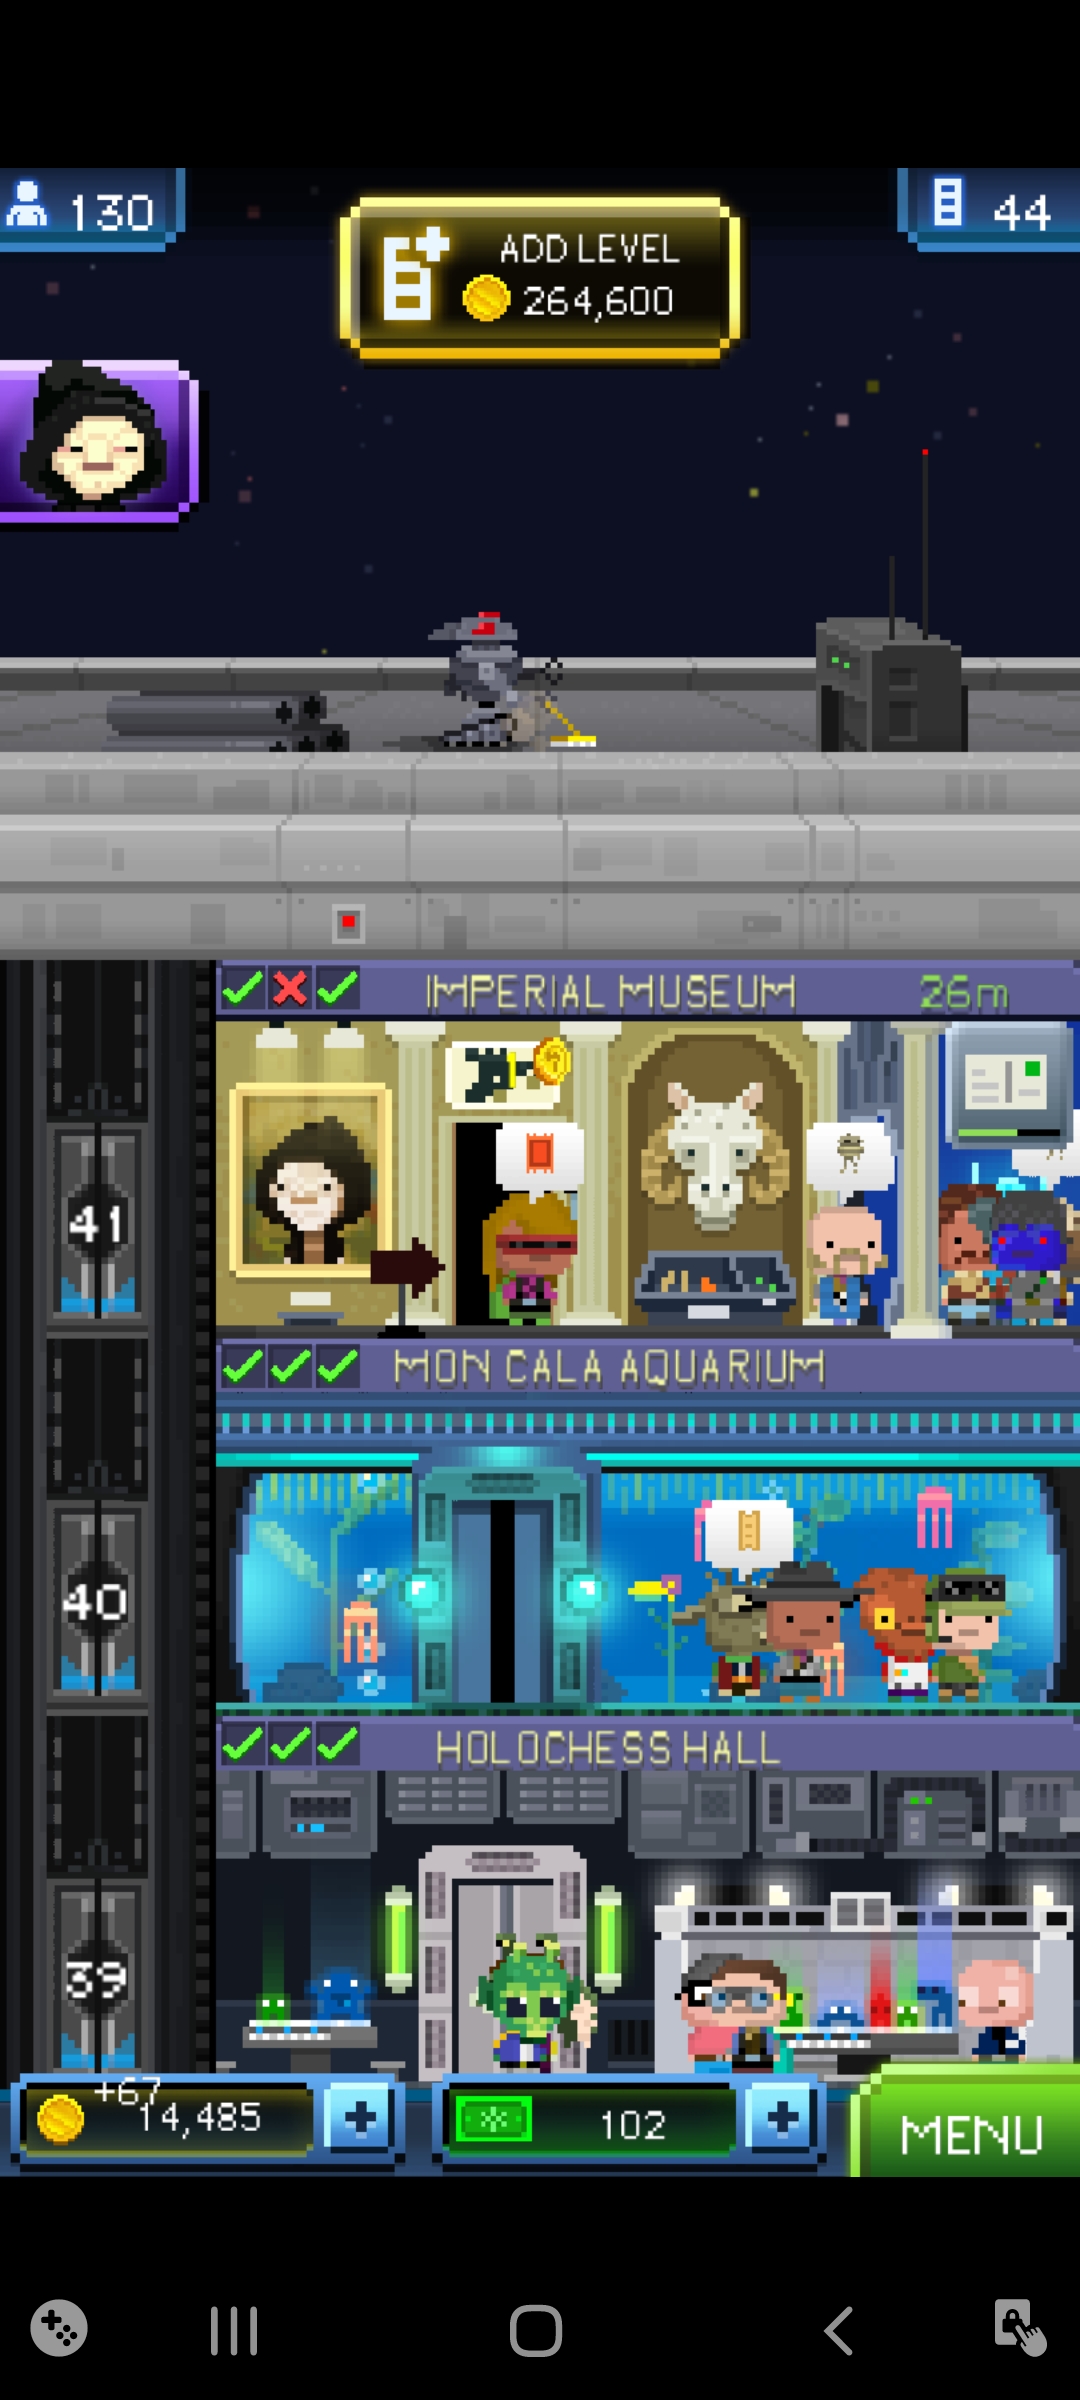 130
ADD LEVEL
264,600
44
IMPERIAL MUSEUM
26m
41
MON CALA AQUARIUM
40
HOLOCHESS HALL
39
+67
14,485
102
MENU